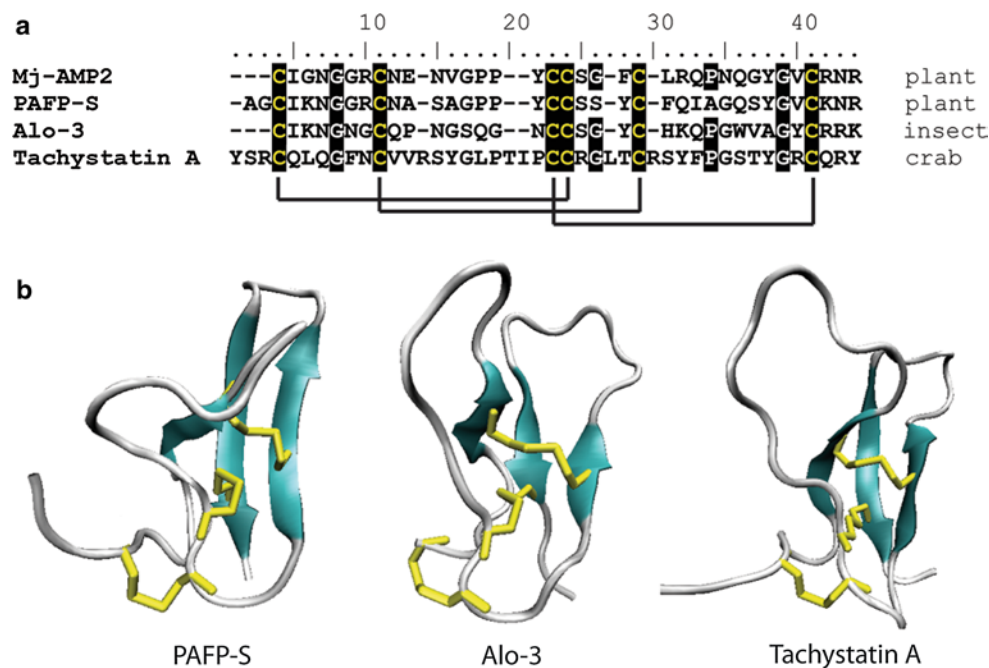 a
10 20 30 40
Mj-AMP2 ---CIGNGGRCNE-NVGPP--YCCSG-FC-LRQPNQGYGVCRNR plant
PAFP-S -AGCIKNGGRCNA-SAGPP--YCCSS-YC-FQIAGQSYGVCKNR plant
Alo-3 ---CIKNGNGCQP-NGSQG--NCCSG-YC-HKQPGWVAGYCRRK insect
Tachystatin A YSRCQLQGFNCVVRSYGLPTIPCCRGLTCRSYFPGSTYGRCQRY crab
b
PAFP-S Alo-3 Tachystatin A